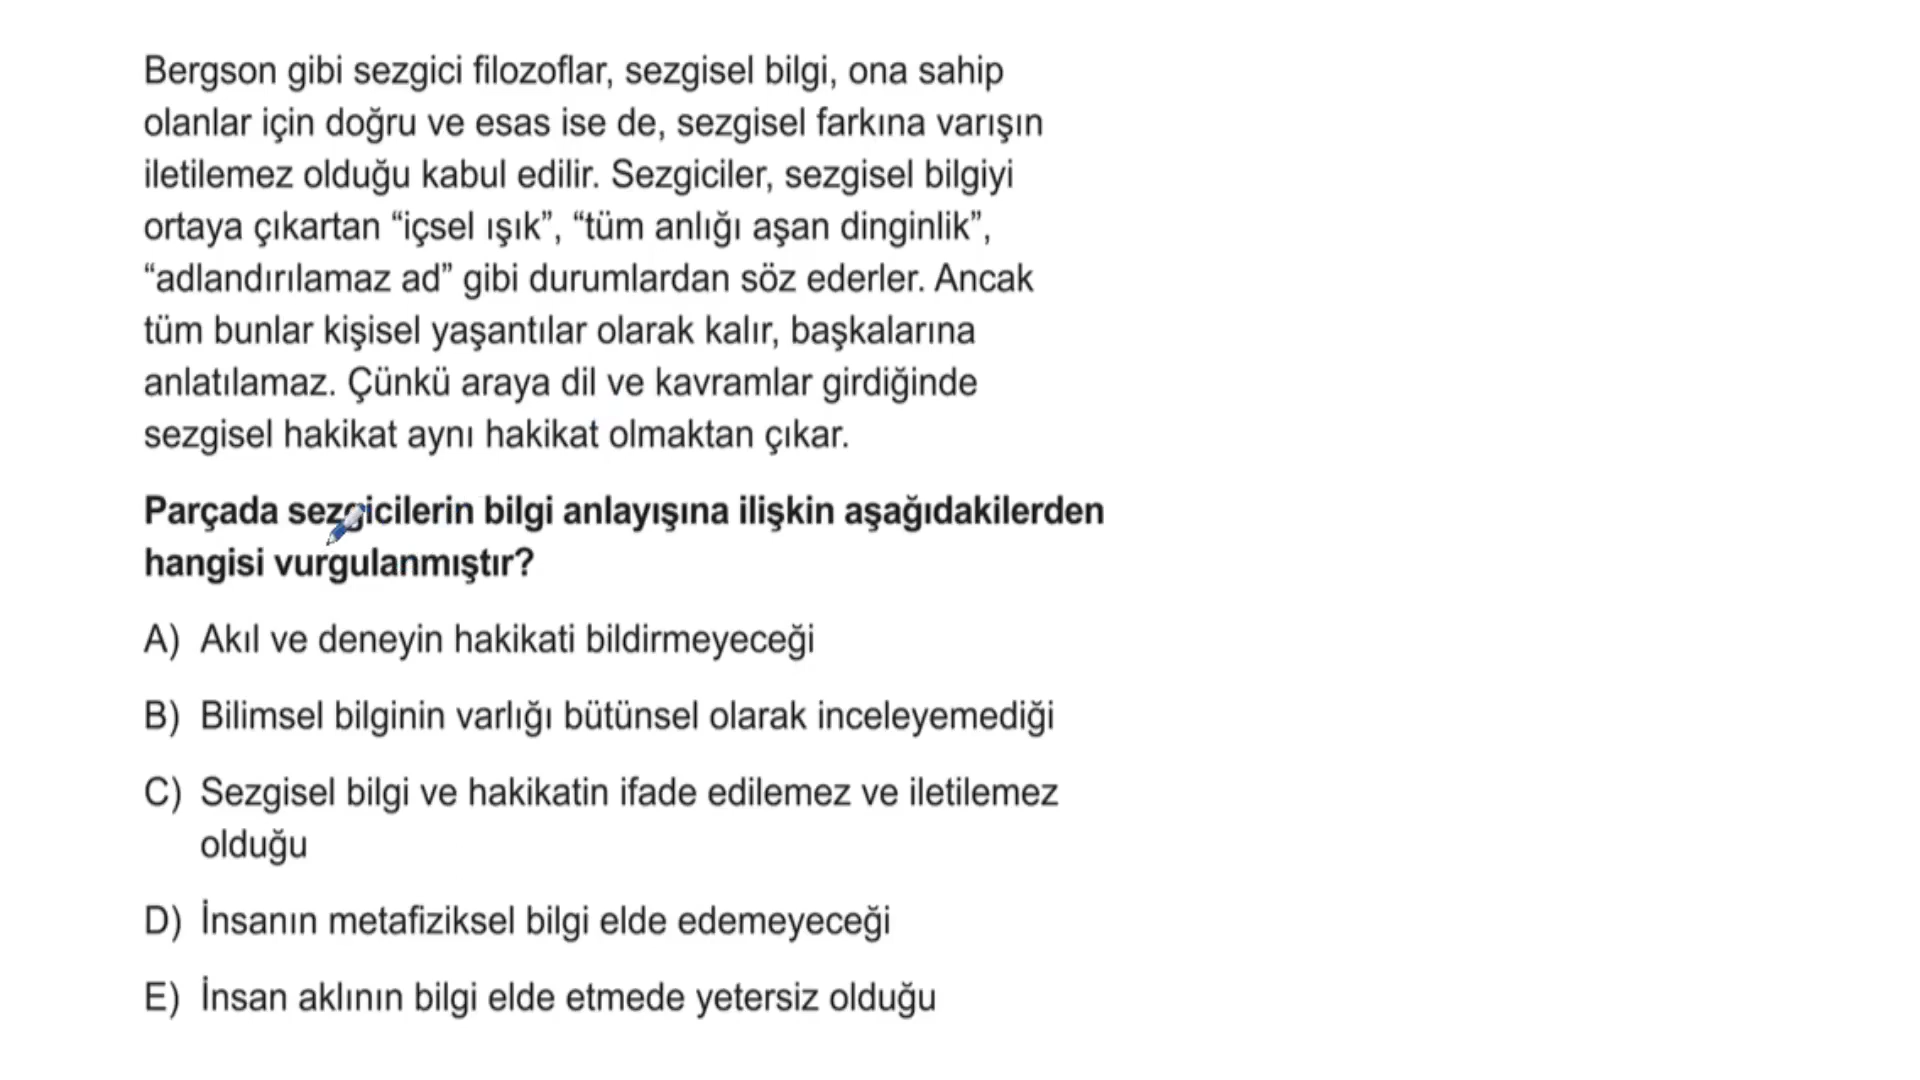 Bergson gibi sezgici filozoflar, sezgisel bilgi, ona sahip
olanlar için doğru ve esas ise de, sezgisel farkına varışın
iletilemez olduğu kabul edilir. Sezgiciler, sezgisel bilgiyi
ortaya çıkartan “içsel ışık”, “tüm anlığı aşan dinginlik”,
“adlandırılamaz ad” gibi durumlardan söz ederler. Ancak
tüm bunlar kişisel yaşantılar olarak kalır, başkalarına
anlatılamaz. Çünkü araya dil ve kavramlar girdiğinde
sezgisel hakikat aynı hakikat olmaktan çıkar.
Parçada sezgicilerin bilgi anlayışına ilişkin aşağıdakilerden
hangisi vurgulanmıştır?
A) Akıl ve deneyin hakikati bildirmeyeceği
B) Bilimsel bilginin varlığı bütünsel olarak inceleyemediği
C) Sezgisel bilgi ve hakikatin ifade edilemez ve iletilemez
olduğu
D) İnsanın metafiziksel bilgi elde edemeyeceği
E) İnsan aklının bilgi elde etmede yetersiz olduğu